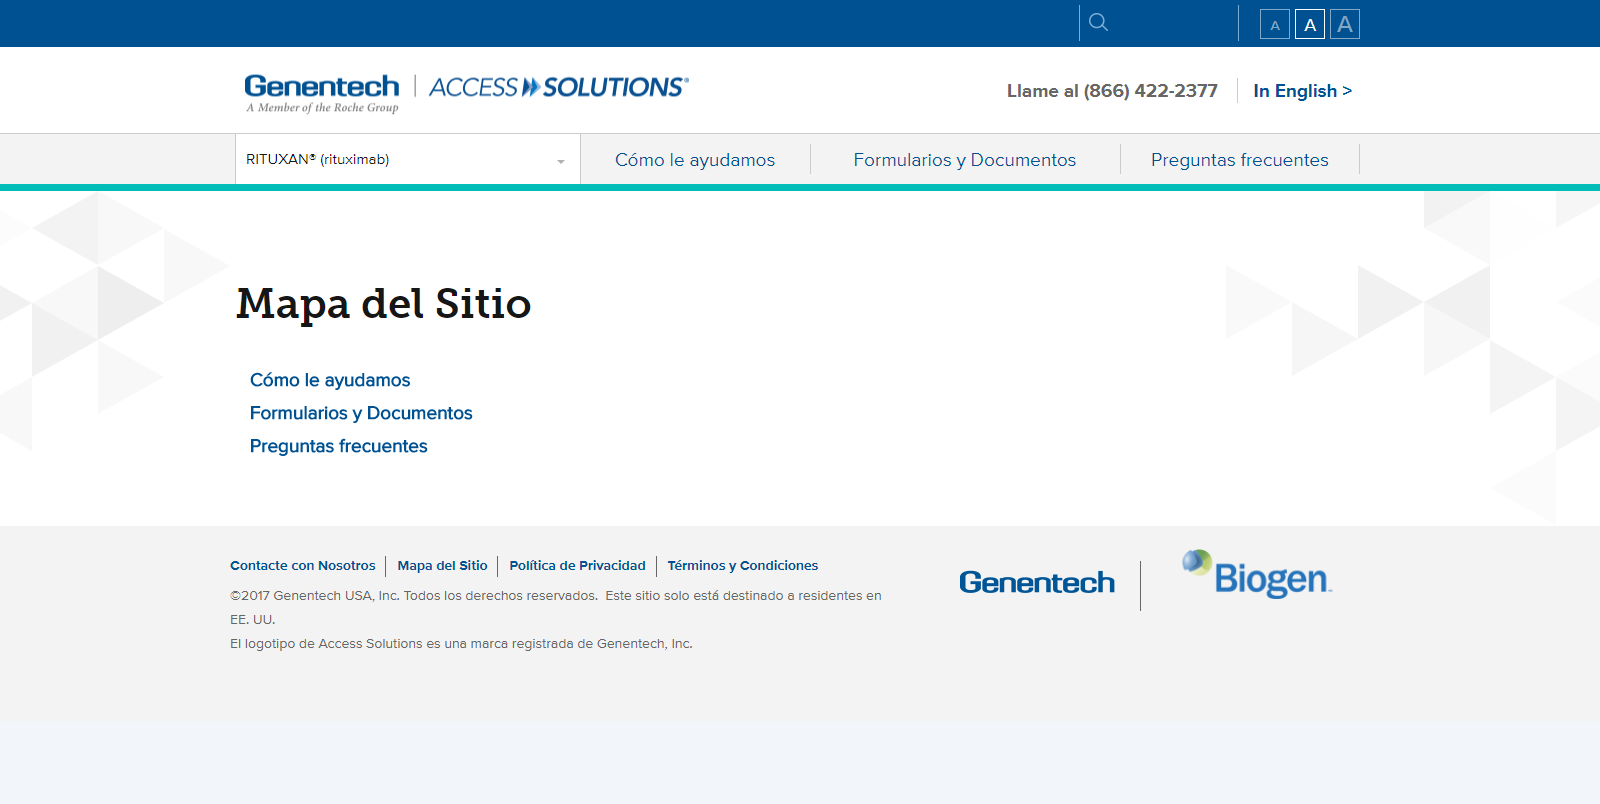 A A A
Genentech ACCESS SOLUTIONS®
A Member of the Roche Group
Llame al (866) 422-2377 In English >
RITUXAN® (rituximab) Cómo le ayudamos Formularios y Documentos Preguntas frecuentes
Mapa del Sitio
Cómo le ayudamos
Formularios y Documentos
Preguntas frecuentes
Contacte con Nosotros Mapa del Sitio Política de Privacidad Términos y Condiciones
©2017 Genentech USA, Inc. Todos los derechos reservados. Este sitio solo está destinado a residentes en
EE. UU.
El logotipo de Access Solutions es una marca registrada de Genentech, Inc.
Genentech Biogen™